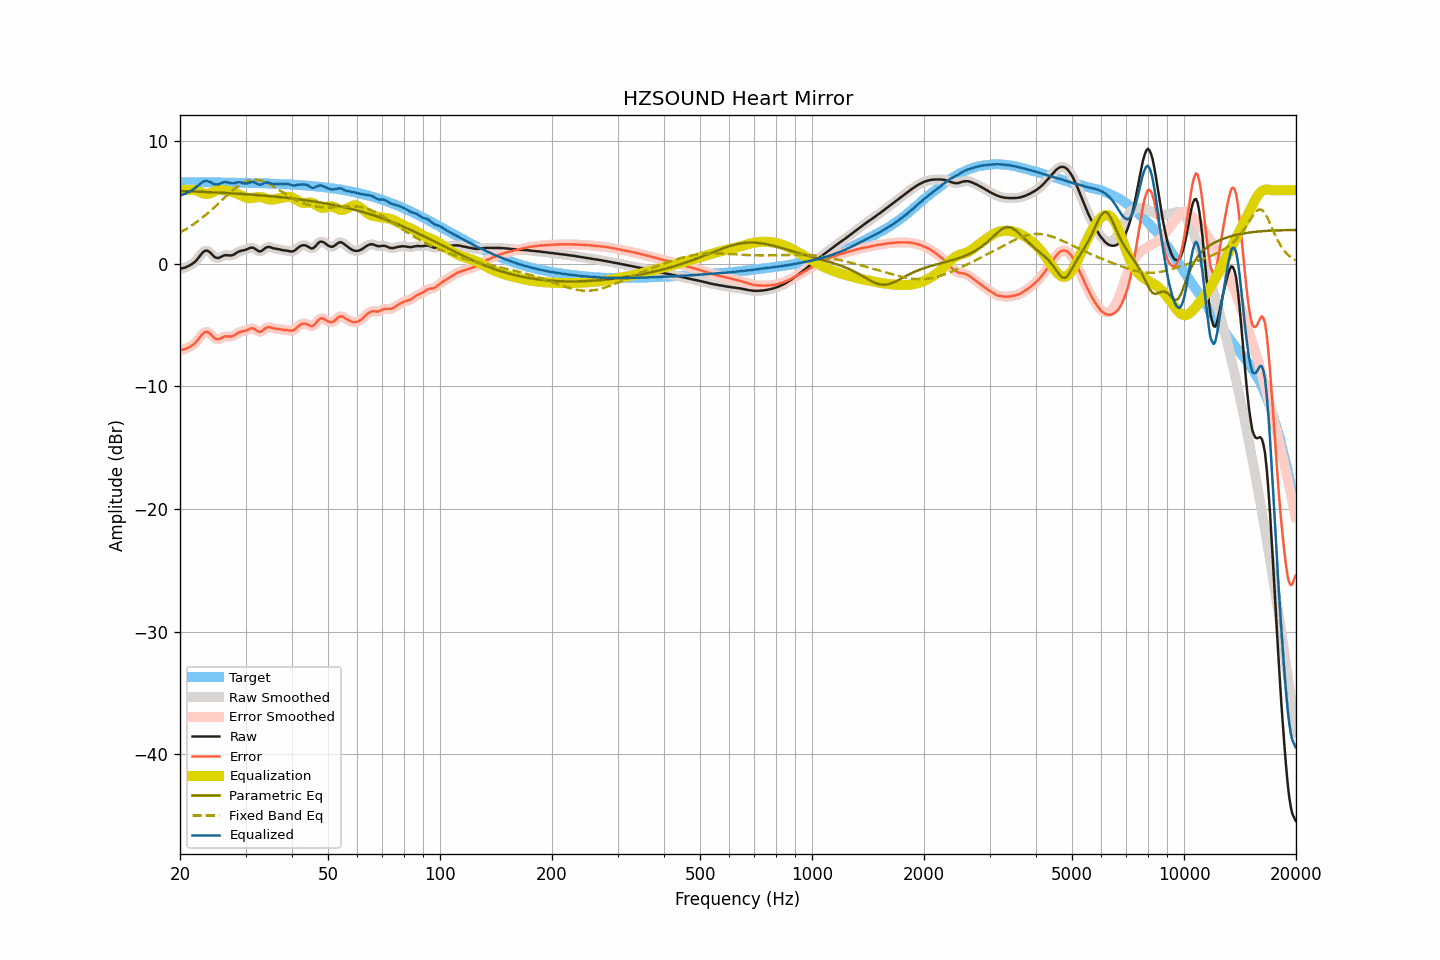 HZSOUND Heart Mirror
10
0
−10
−20
−30
−40
Amplitude (dBr)
Target
Raw Smoothed
Error Smoothed
Raw
Error
Equalization
Parametric Eq
Fixed Band Eq
Equalized
20 50 100 200 500 1000 2000 5000 10000 20000
Frequency (Hz)